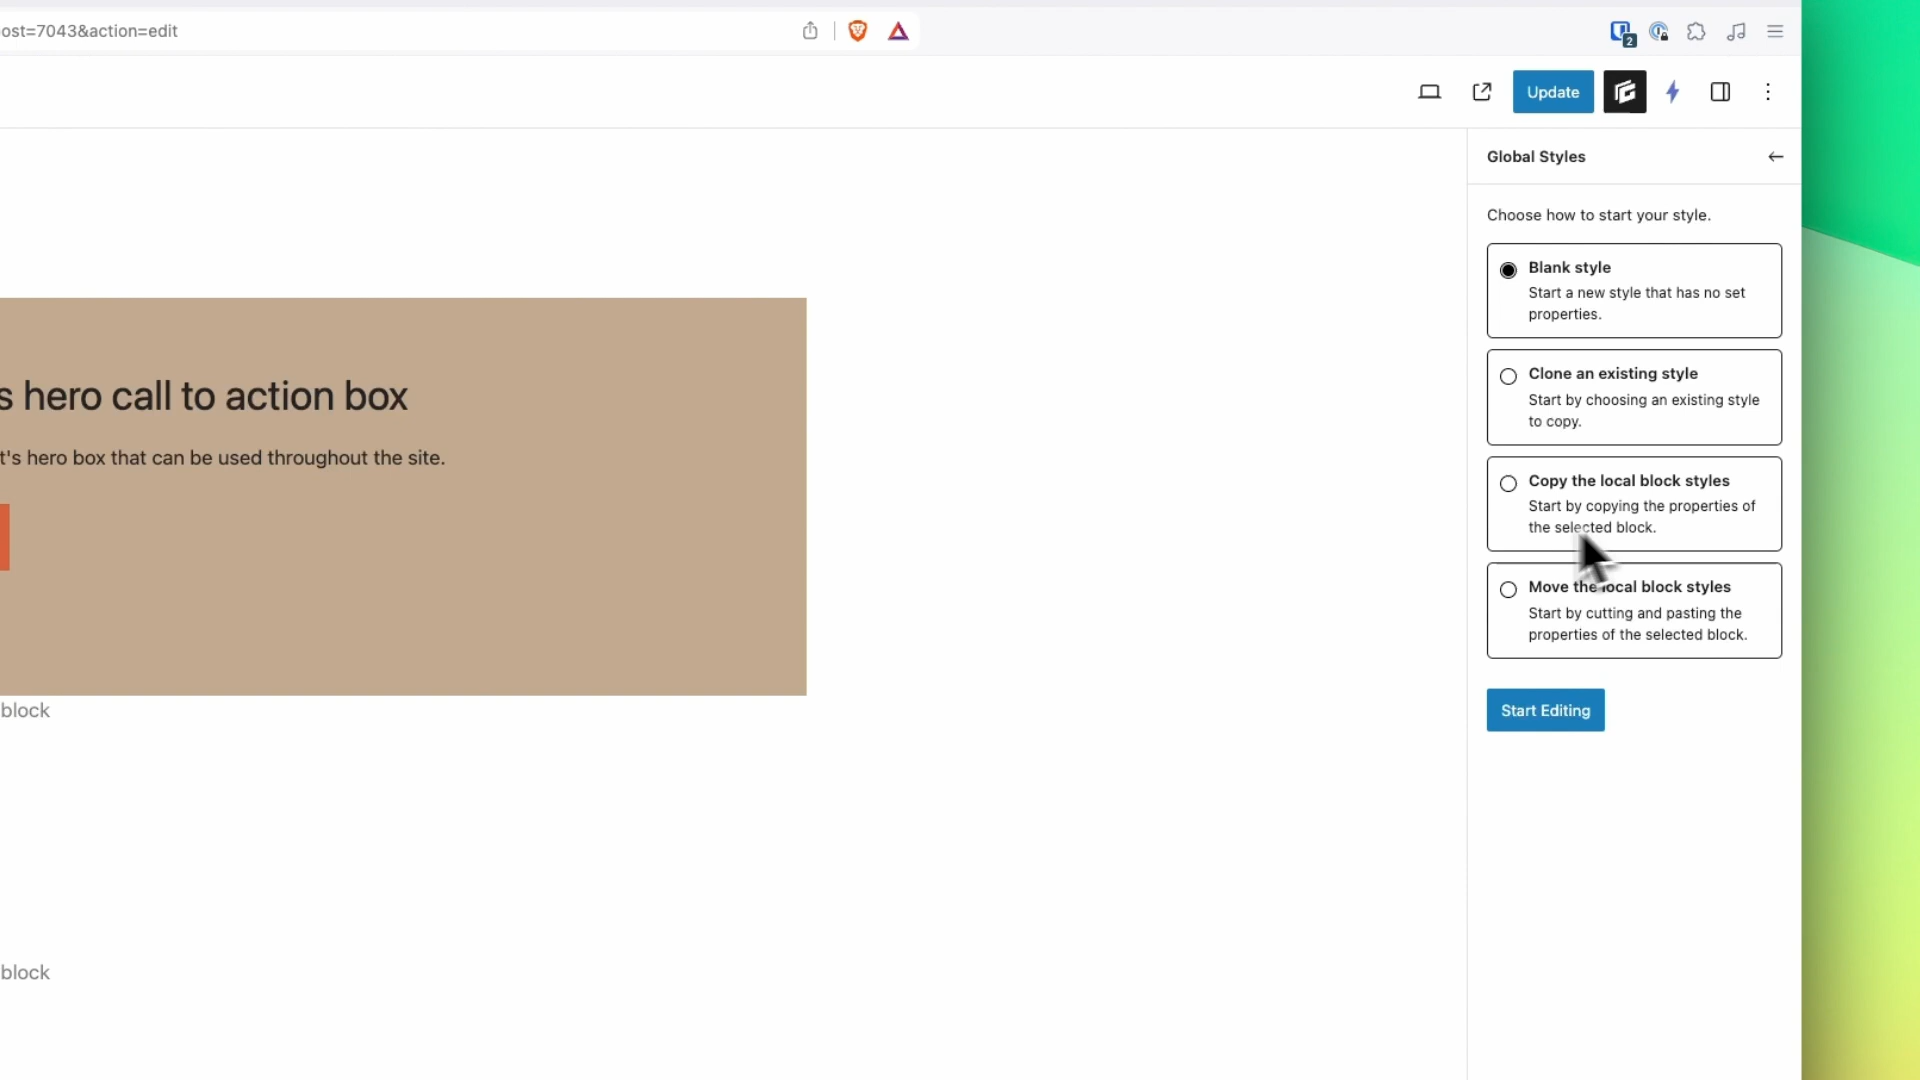 ost=7043&action=edit
2
Update
Global Styles
Choose how to start your style.
Blank style
Start a new style that has no set
properties.
Clone an existing style
Start by choosing an existing style
to copy.
Copy the local block styles
Start by copying the properties of
the selected block.
Move the local block styles
Start by cutting and pasting the
properties of the selected block.
Start Editing
s hero call to action box
t's hero box that can be used throughout the site.
block
block